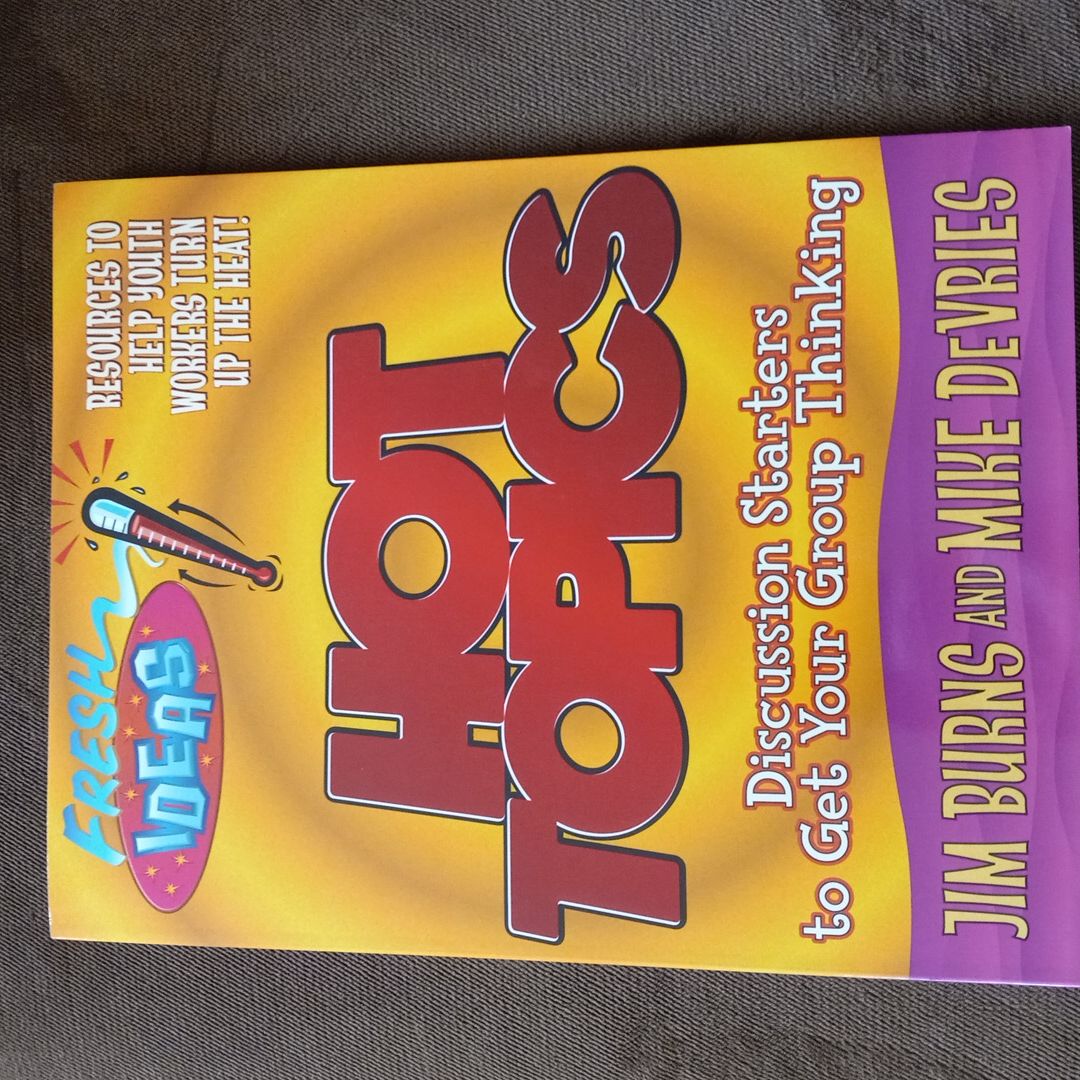 FRESH
IDEAS
RESOURCES TO
HELP YOUTH
WORKERS TURN
UP THE HEAT!
HOT
TOPICS
Discussion Starters
to Get Your Group Thinking
JIM BURNS AND MIKE DEVRIES